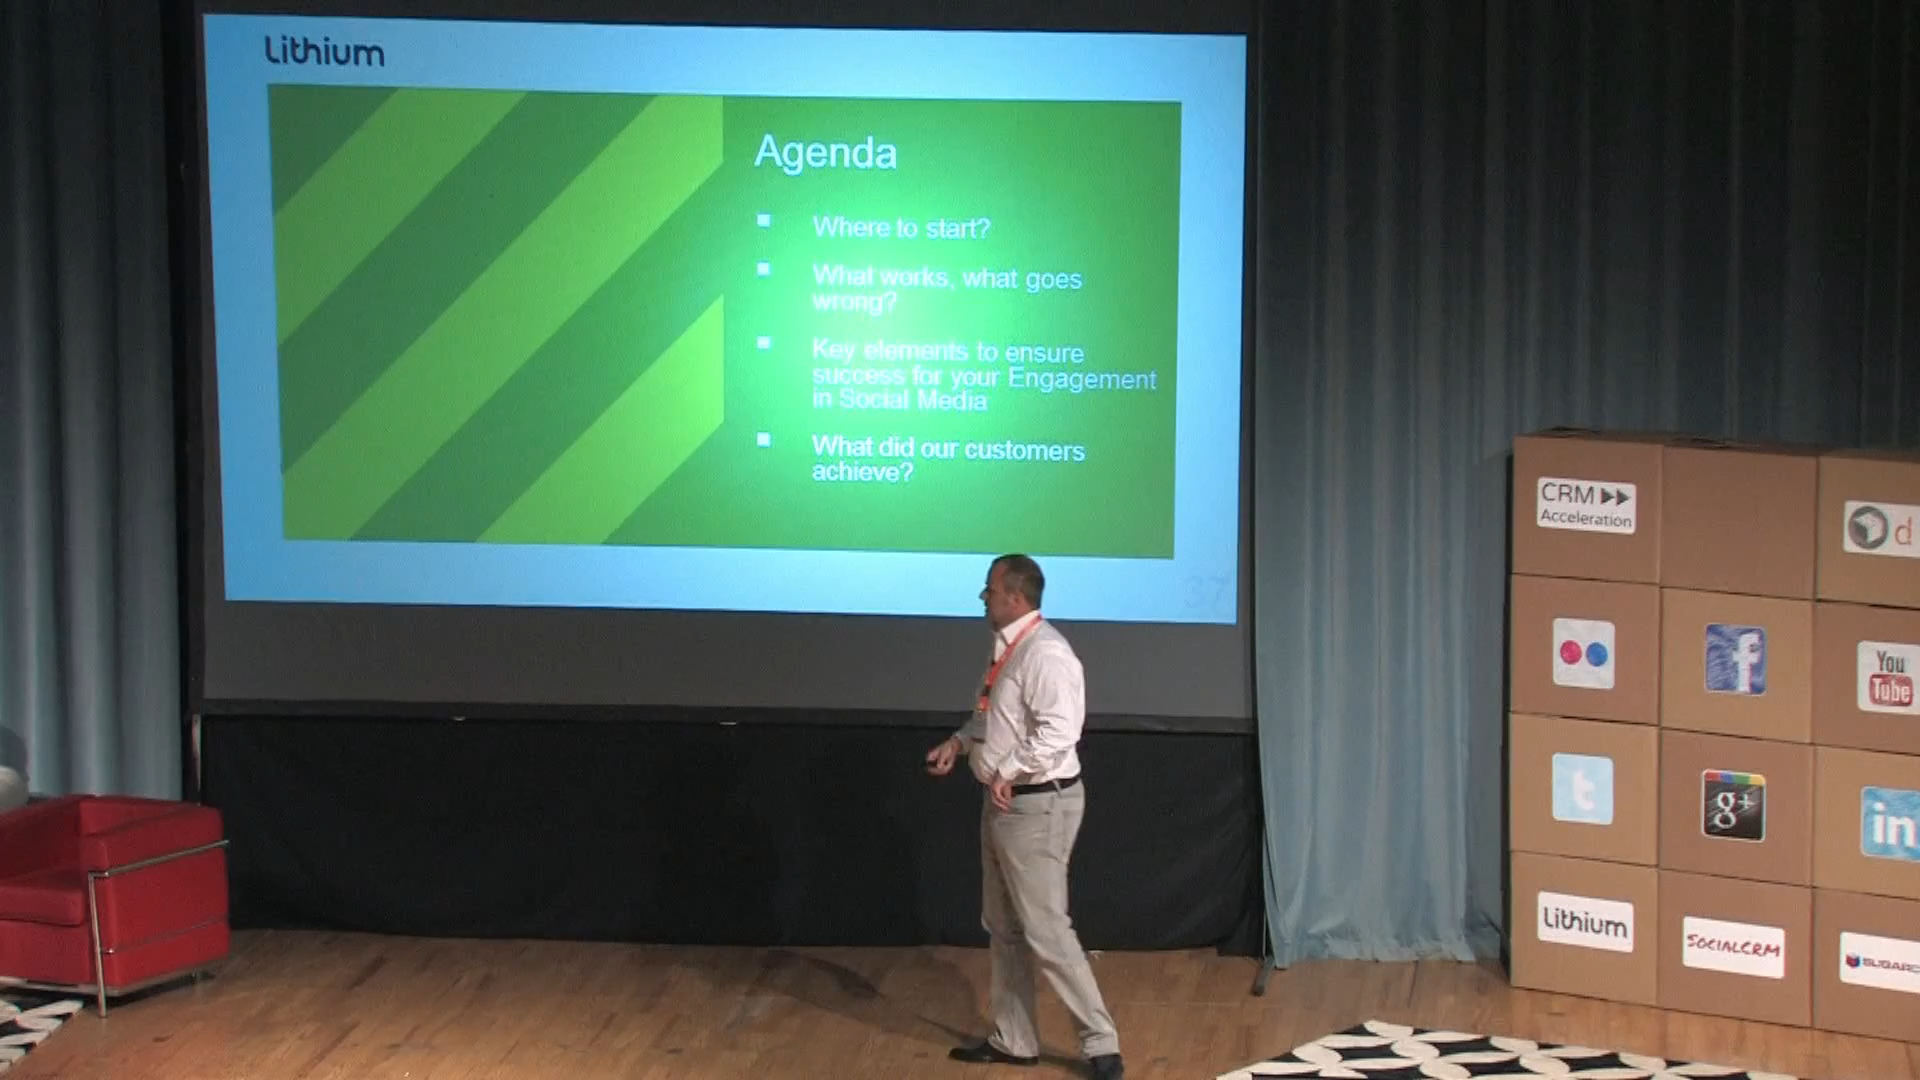 Lithium
Agenda
Where to start?
What works, what goes
wrong?
Key elements to ensure
success for your Engagement
in Social Media
What did our customers
achieve?
37
CRM
Acceleration
d
f
You
Tube
t
g+
in
Lithium
SOCIALCRM